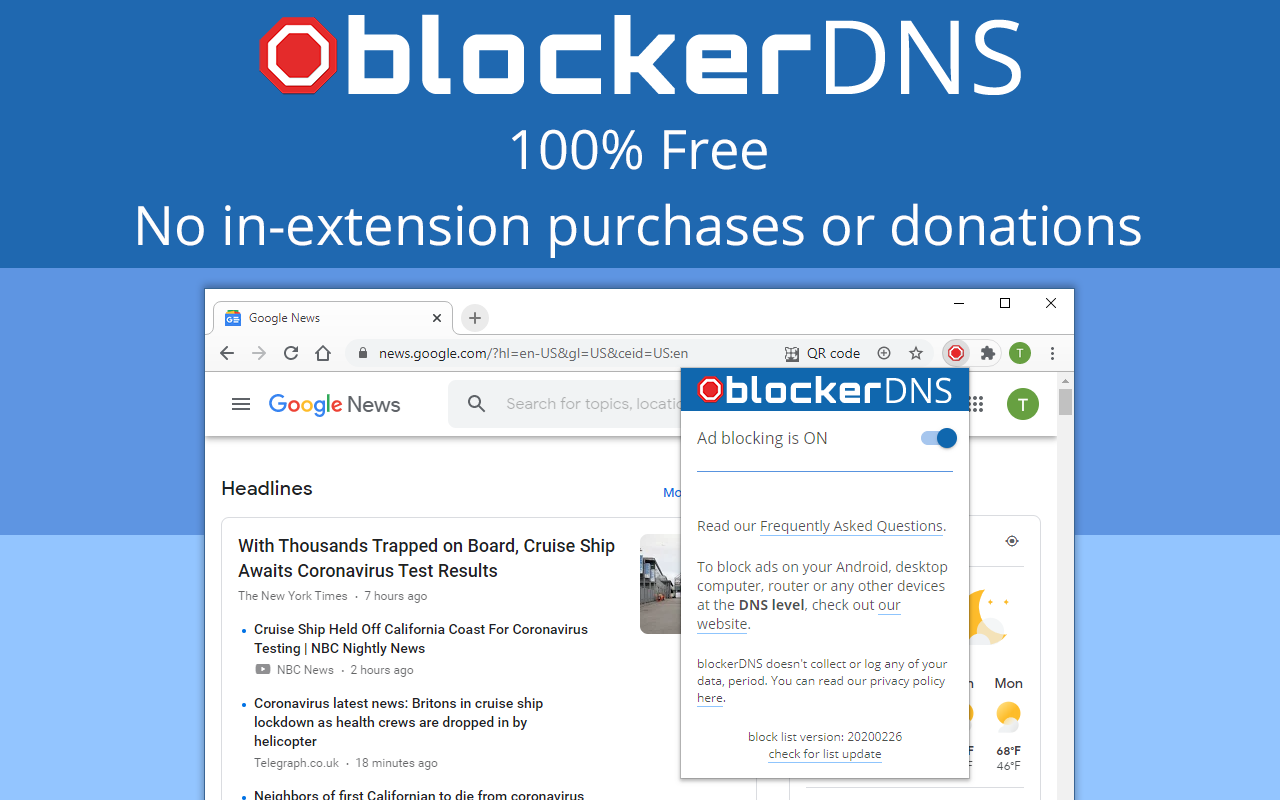 blockerDNS
100% Free
No in-extension purchases or donations
Google News
news.google.com/?hl=en-US&gl=US&ceid=US:en
QR code
T
Google News
Search for topics, locatio
T
blockerDNS
Ad blocking is ON
Read our Frequently Asked Questions.
To block ads on your Android, desktop
computer, router or any other devices
at the DNS level, check out our
website.
blockerDNS doesn't collect or log any of your
data, period. You can read our privacy policy
here.
block list version: 20200226
check for list update
Headlines
Mo
With Thousands Trapped on Board, Cruise Ship
Awaits Coronavirus Test Results
The New York Times · 7 hours ago
Cruise Ship Held Off California Coast For Coronavirus
Testing | NBC Nightly News
NBC News · 2 hours ago
Coronavirus latest news: Britons in cruise ship
lockdown as health crews are dropped in by
helicopter
Telegraph.co.uk · 18 minutes ago
Neighbors of first Californian to die from coronavirus
Mon
68°F
46°F